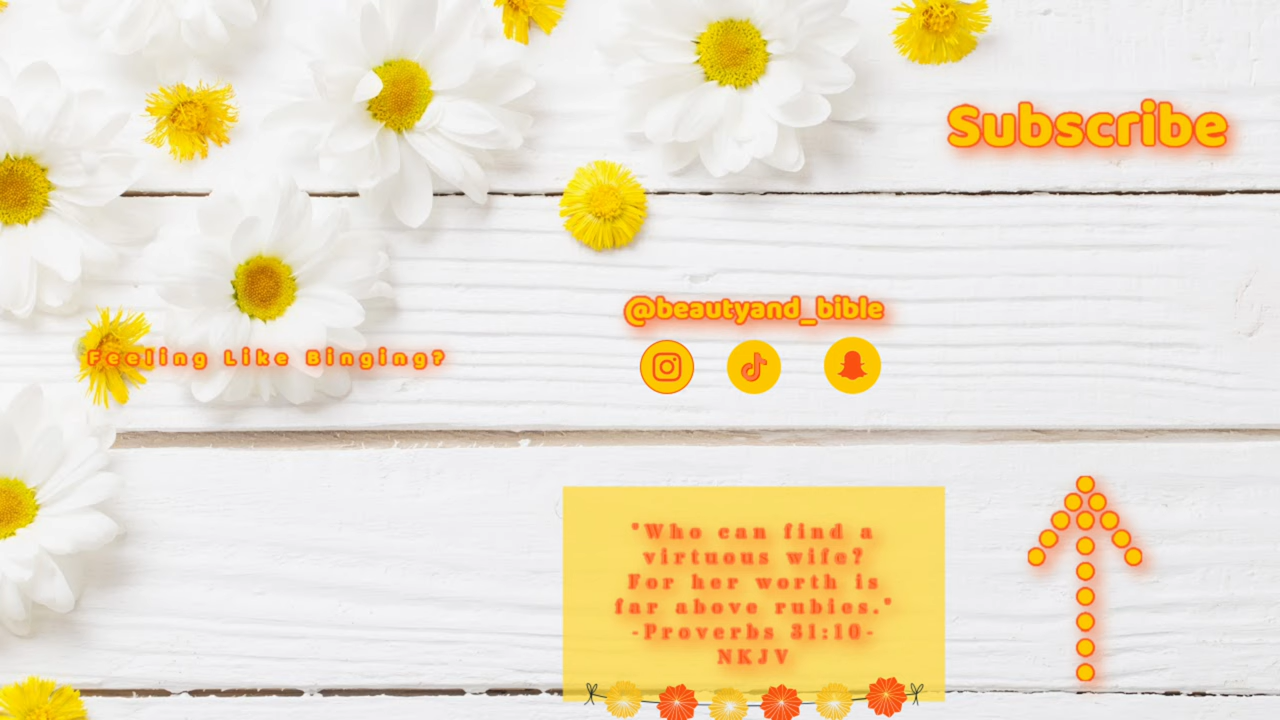 Subscribe
@beautyand_bible
Feeling Like Binging?
"Who can find a
virtuous wife?
For her worth is
far above rubies."
-Proverbs 31:10-
NKJV